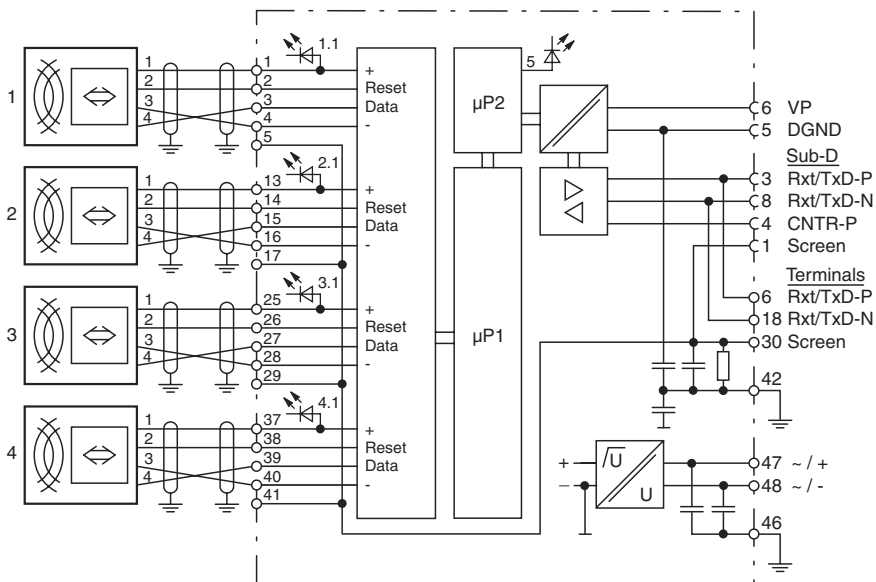 1
1
2
3
4
1
2
3
4
5
1.1
+
Reset
Data
-
2
1
2
3
4
13
14
15
16
17
2.1
+
Reset
Data
-
3
1
2
3
4
25
26
27
28
29
3.1
+
Reset
Data
-
4
1
2
3
4
37
38
39
40
41
4.1
+
Reset
Data
-
µP2
5
µP1
6 VP
5 DGND
Sub-D
3 Rxt/TxD-P
8 Rxt/TxD-N
4 CNTR-P
1 Screen
Terminals
6 Rxt/TxD-P
18 Rxt/TxD-N
30 Screen
42
+
−
/U
U
47 ~ / +
48 ~ / -
46